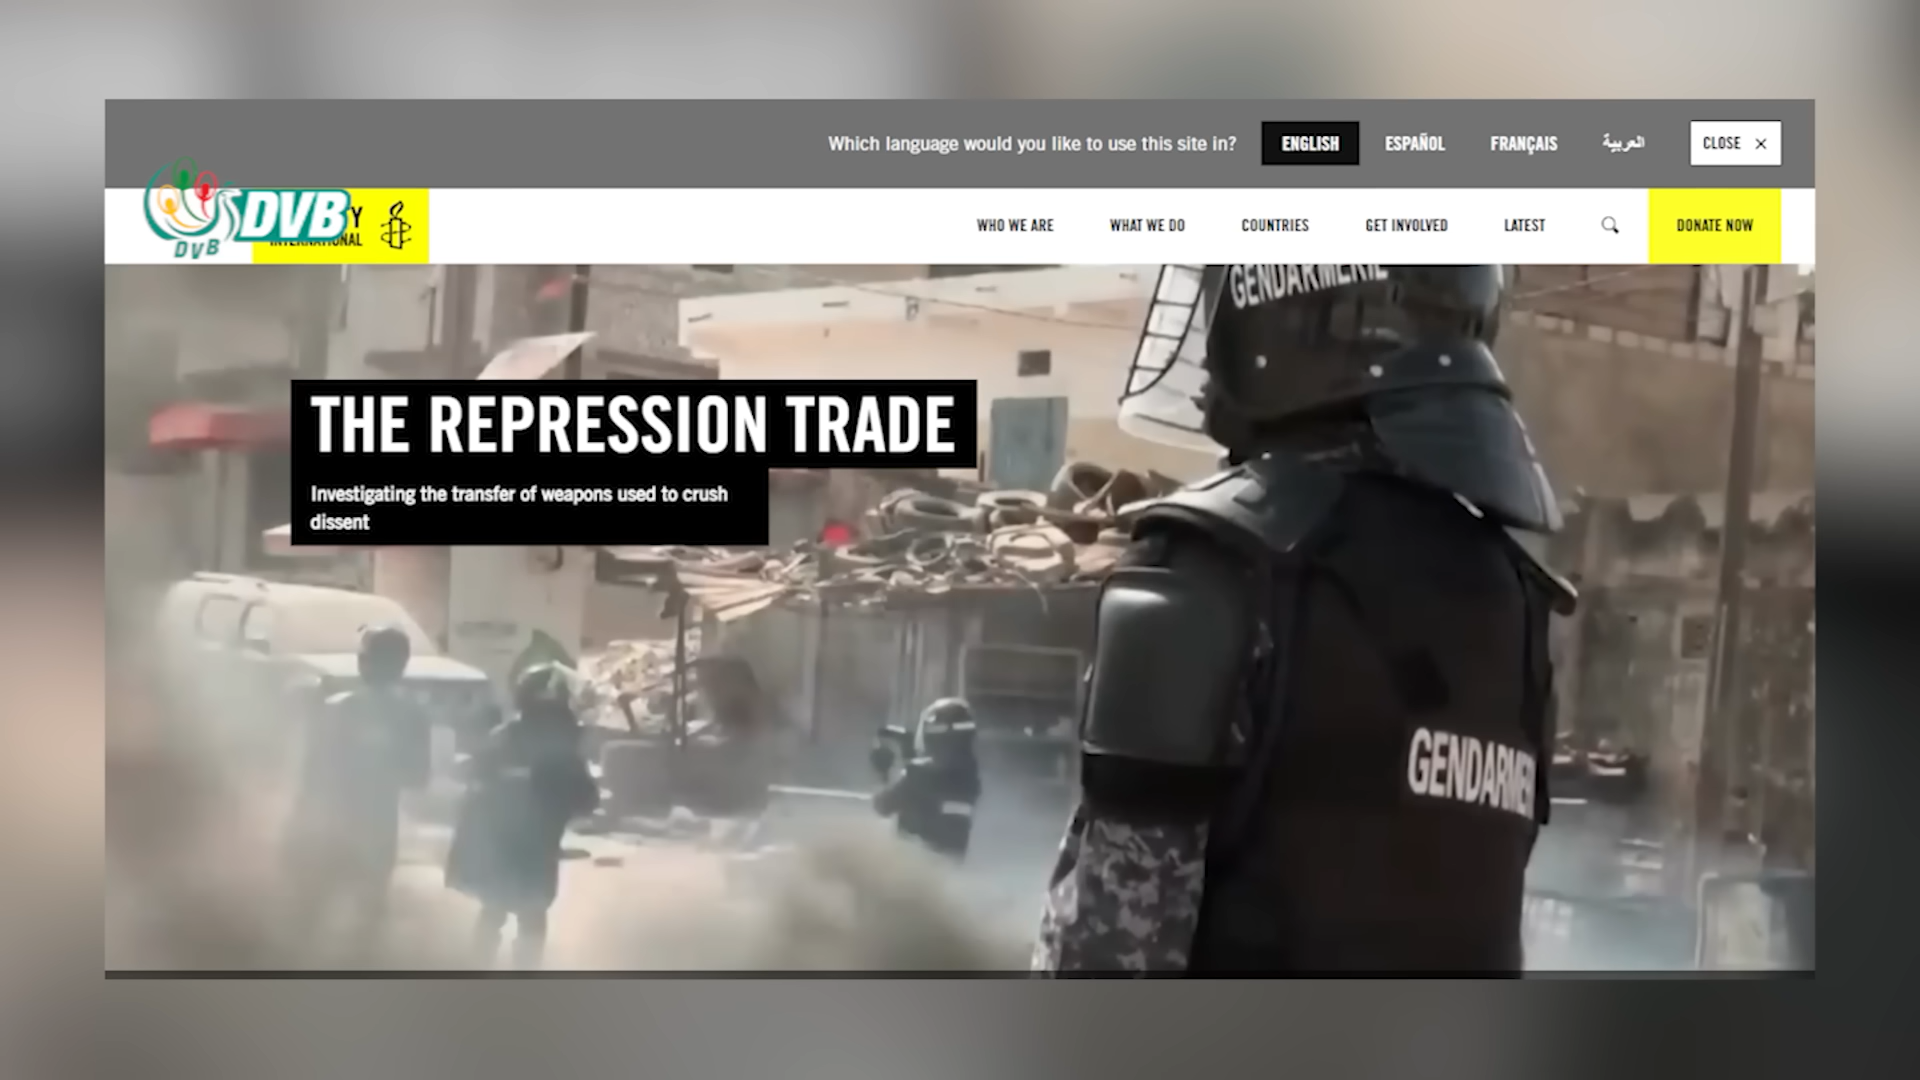 Which language would you like to use this site in?
ENGLISH
ESPAÑOL
FRANÇAIS
العربية
CLOSE
DVB
DVB
INTERNATIONAL
WHO WE ARE
WHAT WE DO
COUNTRIES
GET INVOLVED
LATEST
DONATE NOW
GENDARMERIE
THE REPRESSION TRADE
Investigating the transfer of weapons used to crush
dissent
GENDARMERI